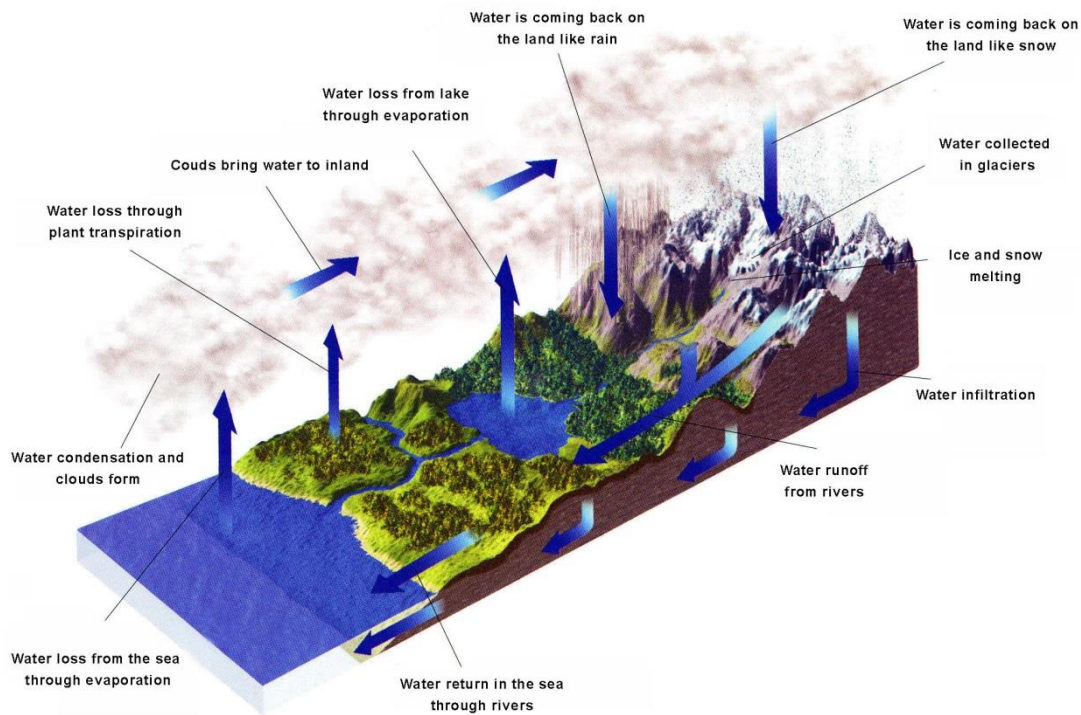 Water is coming back on
the land like rain
Water is coming back on
the land like snow
Water loss from lake
through evaporation
Water collected
in glaciers
Couds bring water to inland
Water loss through
plant transpiration
Ice and snow
melting
Water infiltration
Water condensation and
clouds form
Water runoff
from rivers
Water loss from the sea
through evaporation
Water return in the sea
through rivers